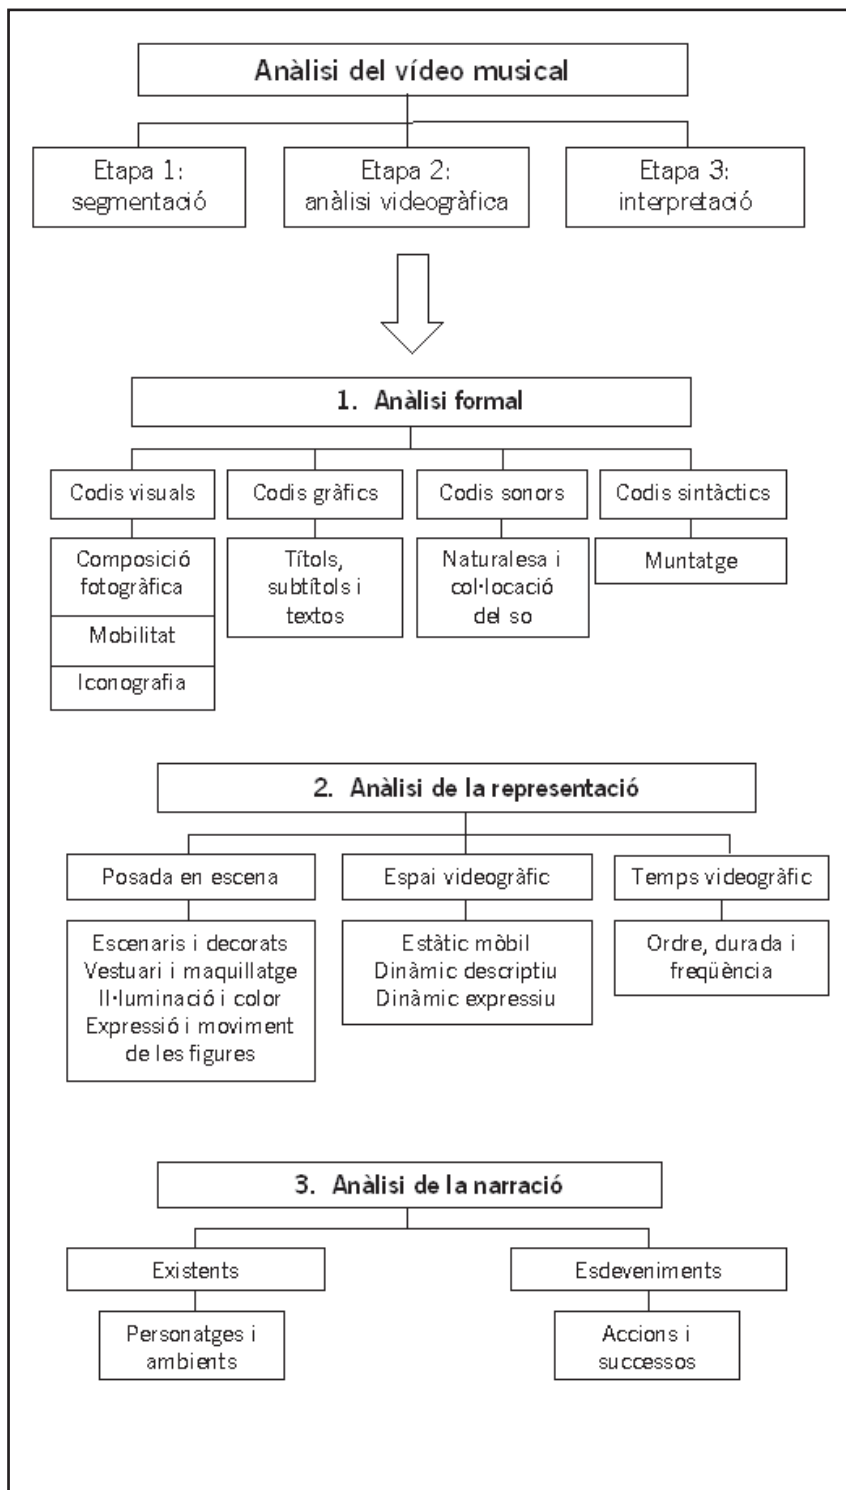 Anàlisi del vídeo musical
Etapa 1:
segmentació
Etapa 2:
anàlisi videogràfica
Etapa 3:
interpretació
1. Anàlisi formal
Codis visuals
Codis gràfics
Codis sonors
Codis sintàctics
Composició
fotogràfica
Mobilitat
Iconografia
Títols,
subtítols i
textos
Naturalesa i
col·locació
del so
Muntatge
2. Anàlisi de la representació
Posada en escena
Espai videogràfic
Temps videogràfic
Escenaris i decorats
Vestuari i maquillatge
Il·luminació i color
Expressió i moviment
de les figures
Estàtic mòbil
Dinàmic descriptiu
Dinàmic expressiu
Ordre, durada i
freqüència
3. Anàlisi de la narració
Existents
Esdeveniments
Personatges i
ambients
Accions i
successos